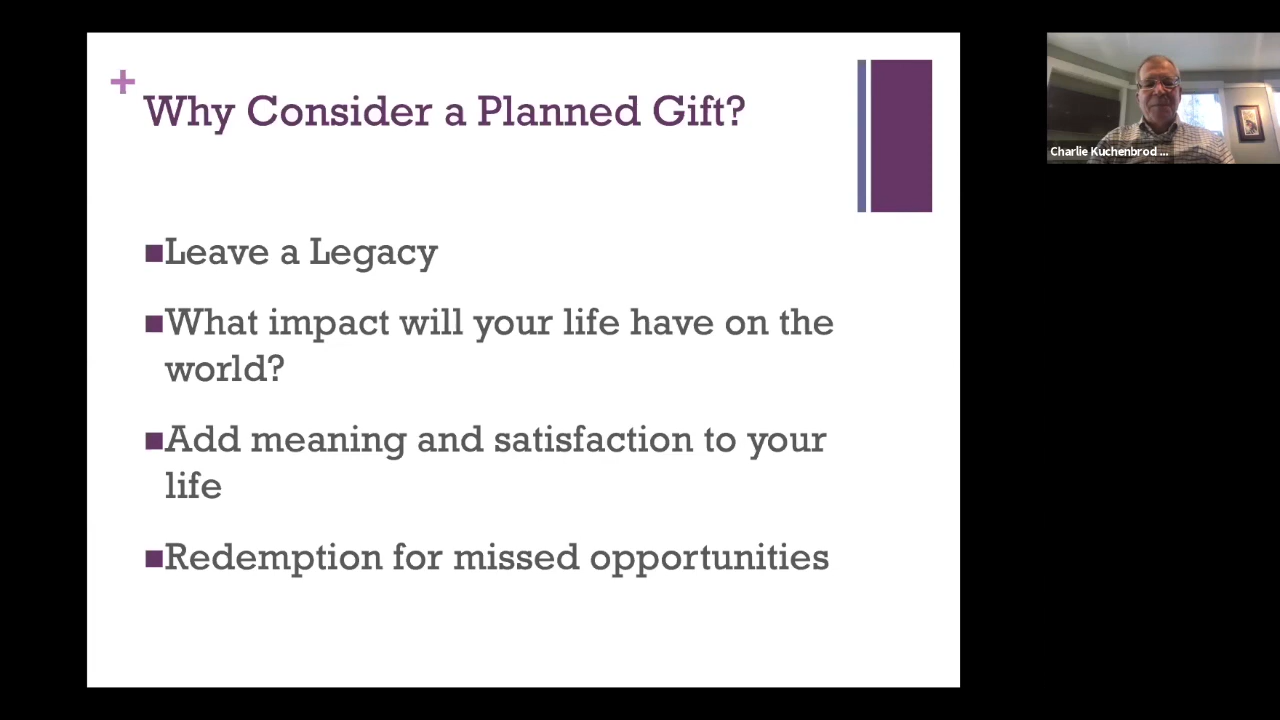 +
Why Consider a Planned Gift?
■Leave a Legacy
■What impact will your life have on the
world?
■Add meaning and satisfaction to your
life
■Redemption for missed opportunities
Charlie Kuchenbrod ...